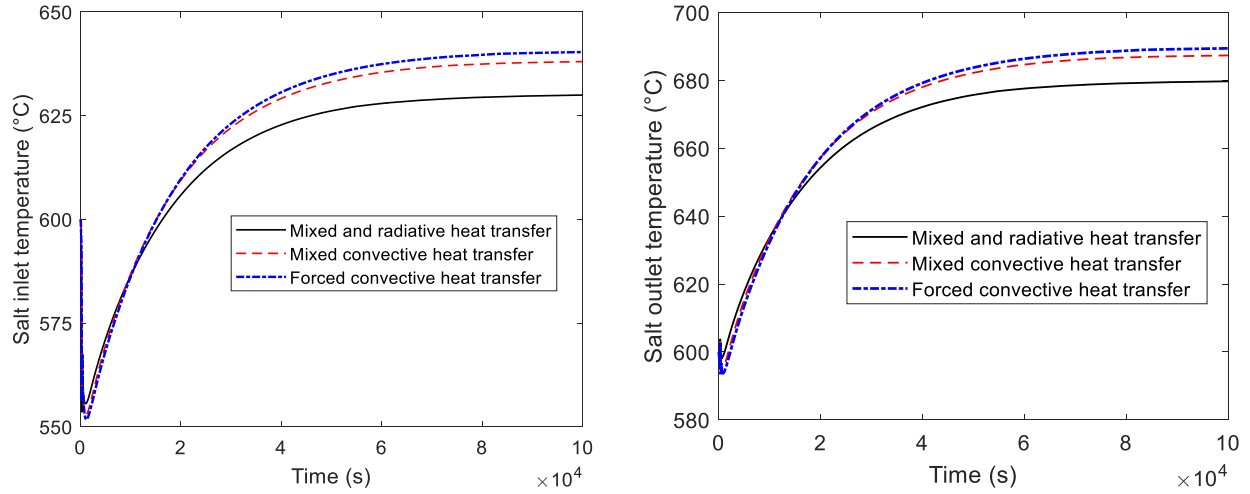 650
625
600
575
550
Salt inlet temperature (°C)
Mixed and radiative heat transfer
Mixed convective heat transfer
Forced convective heat transfer
0 2 4 6 8 10
Time (s)
×10⁴
700
680
660
640
620
600
580
Salt outlet temperature (°C)
Mixed and radiative heat transfer
Mixed convective heat transfer
Forced convective heat transfer
0 2 4 6 8 10
Time (s)
×10⁴